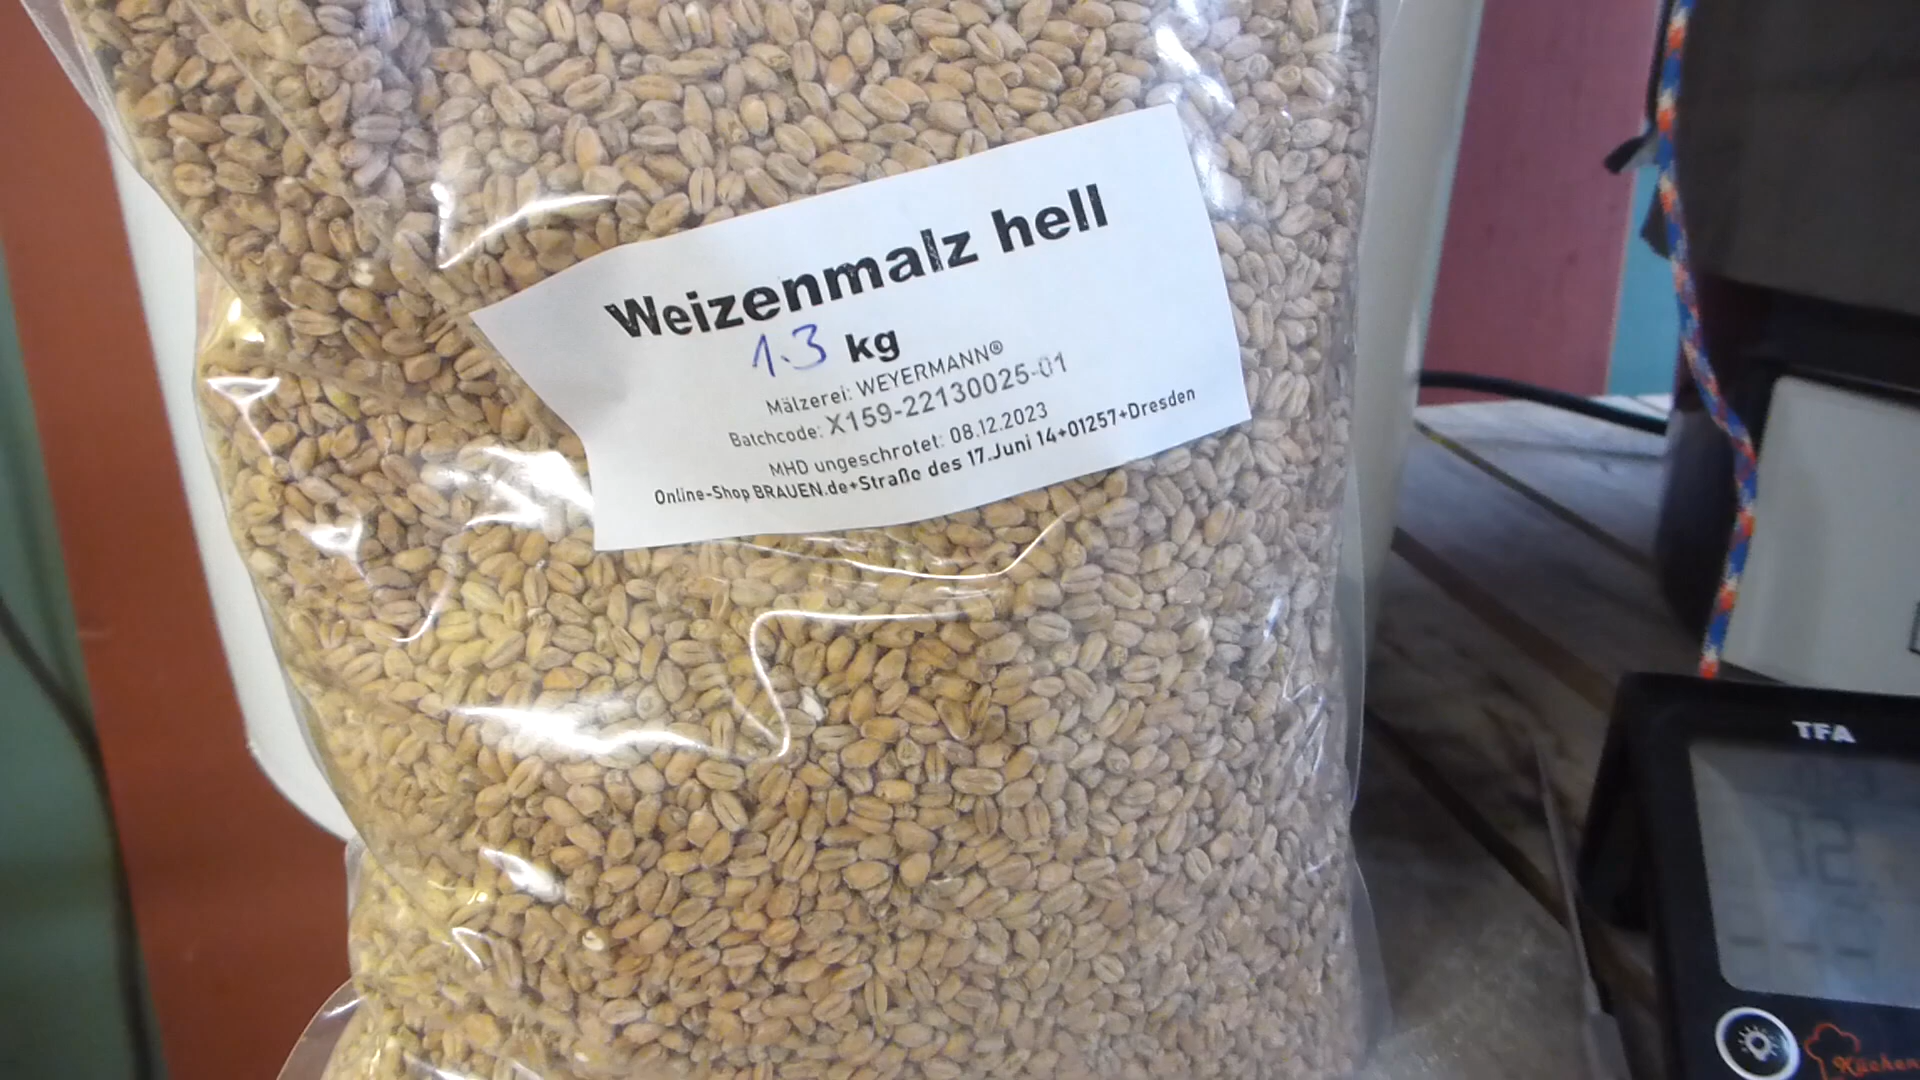 Weizenmalz hell
1.3 kg
Mälzerei: WEYERMANN®
Batchcode: X159-22130025-01
MHD ungeschrotet: 08.12.2023
Online-Shop BRAUEN.de+Straße des 17.Juni 14+01257+Dresden
TFA
Küchen